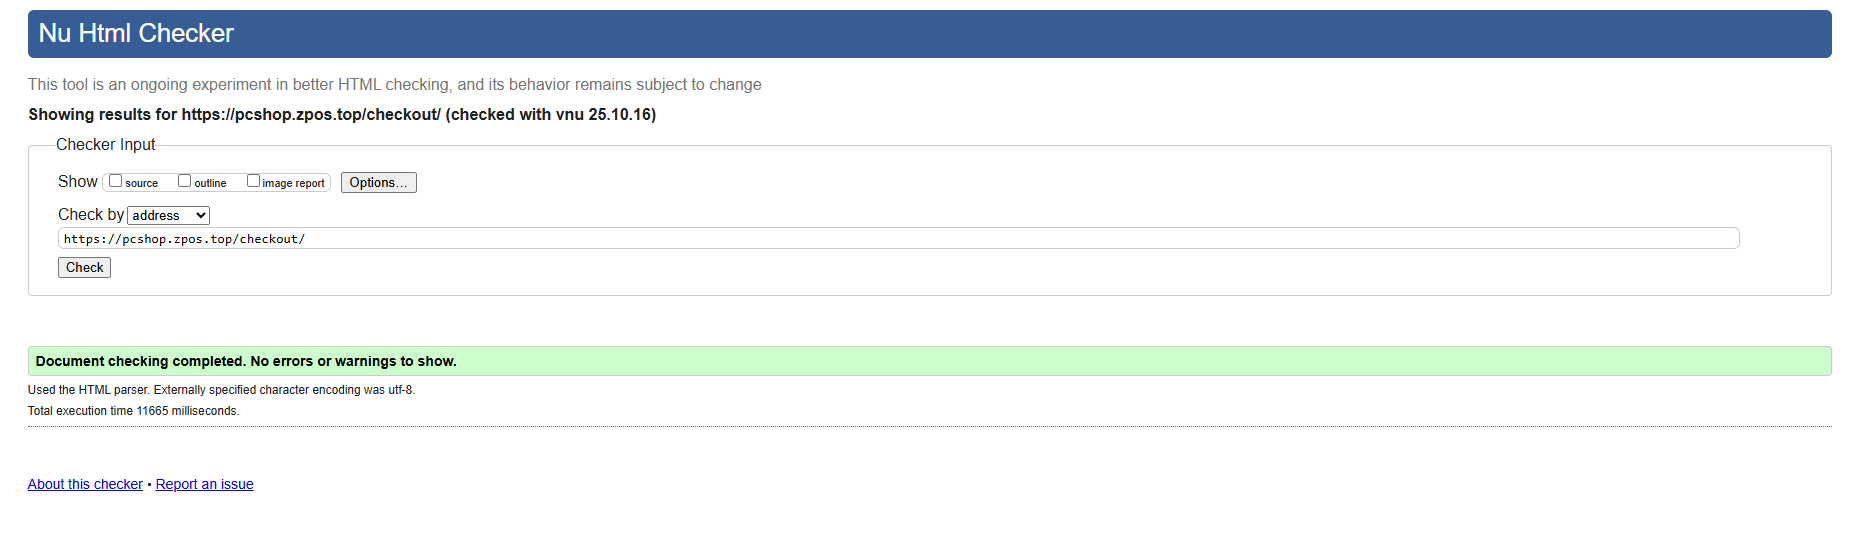 Nu Html Checker
This tool is an ongoing experiment in better HTML checking, and its behavior remains subject to change
Showing results for https://pcshop.zpos.top/checkout/ (checked with vnu 25.10.16)
Checker Input
Show source outline image report Options...
Check by address
https://pcshop.zpos.top/checkout/
Check
Document checking completed. No errors or warnings to show.
Used the HTML parser. Externally specified character encoding was utf-8.
Total execution time 11665 milliseconds.
About this checker • Report an issue